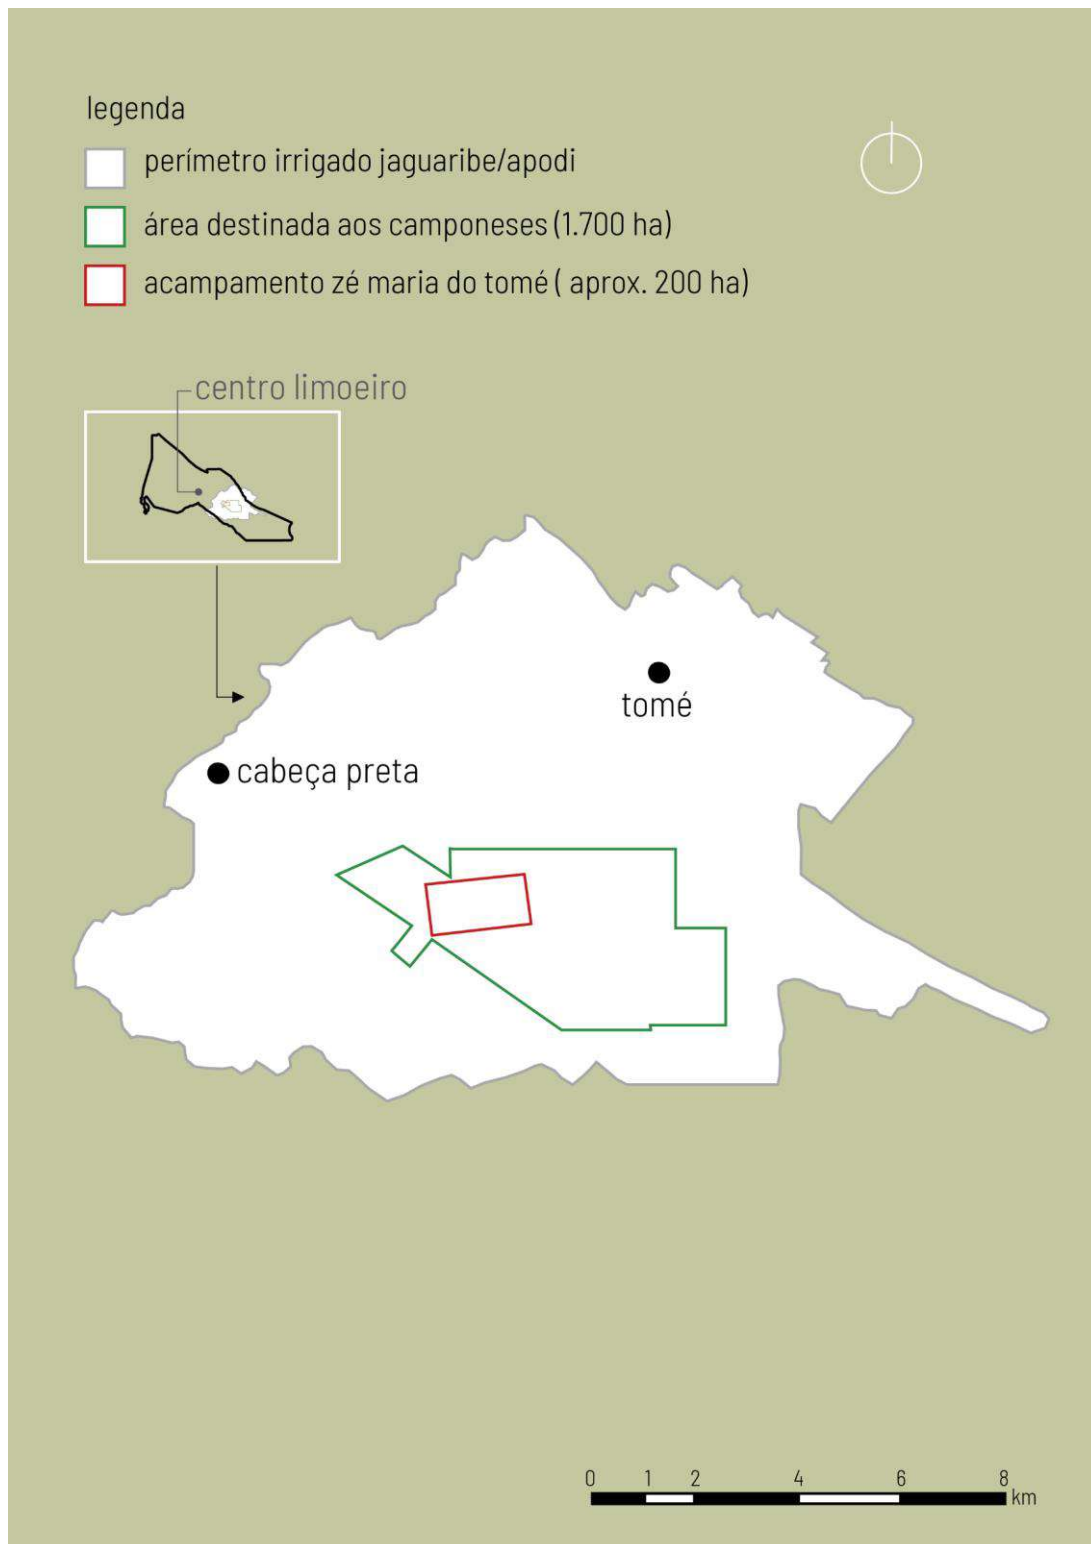 legenda
perímetro irrigado jaguaribe/apodi
área destinada aos camponeses (1.700 ha)
acampamento zé maria do tomé ( aprox. 200 ha)
centro limoeiro
tomé
cabeça preta
0 1 2 4 6 8
km